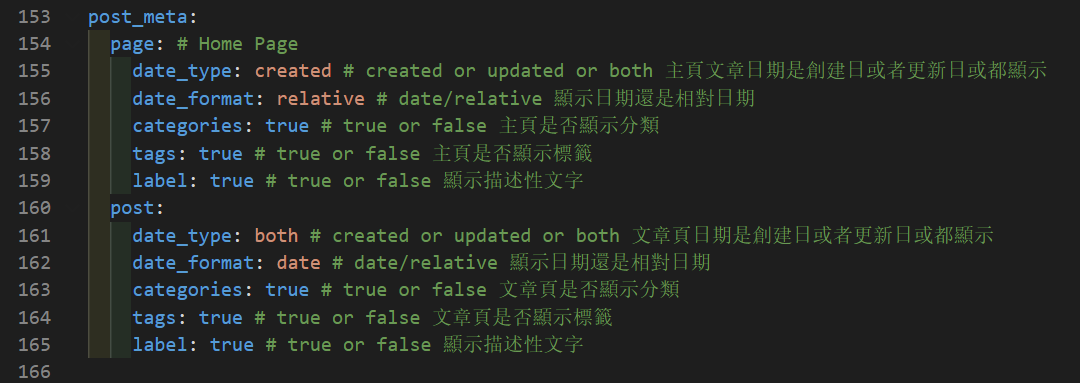 153 post_meta:
154 page: # Home Page
155 date_type: created # created or updated or both 主頁文章日期是創建日或者更新日或都顯示
156 date_format: relative # date/relative 顯示日期還是相對日期
157 categories: true # true or false 主頁是否顯示分類
158 tags: true # true or false 主頁是否顯示標籤
159 label: true # true or false 顯示描述性文字
160 post:
161 date_type: both # created or updated or both 文章頁日期是創建日或者更新日或都顯示
162 date_format: date # date/relative 顯示日期還是相對日期
163 categories: true # true or false 文章頁是否顯示分類
164 tags: true # true or false 文章頁是否顯示標籤
165 label: true # true or false 顯示描述性文字
166